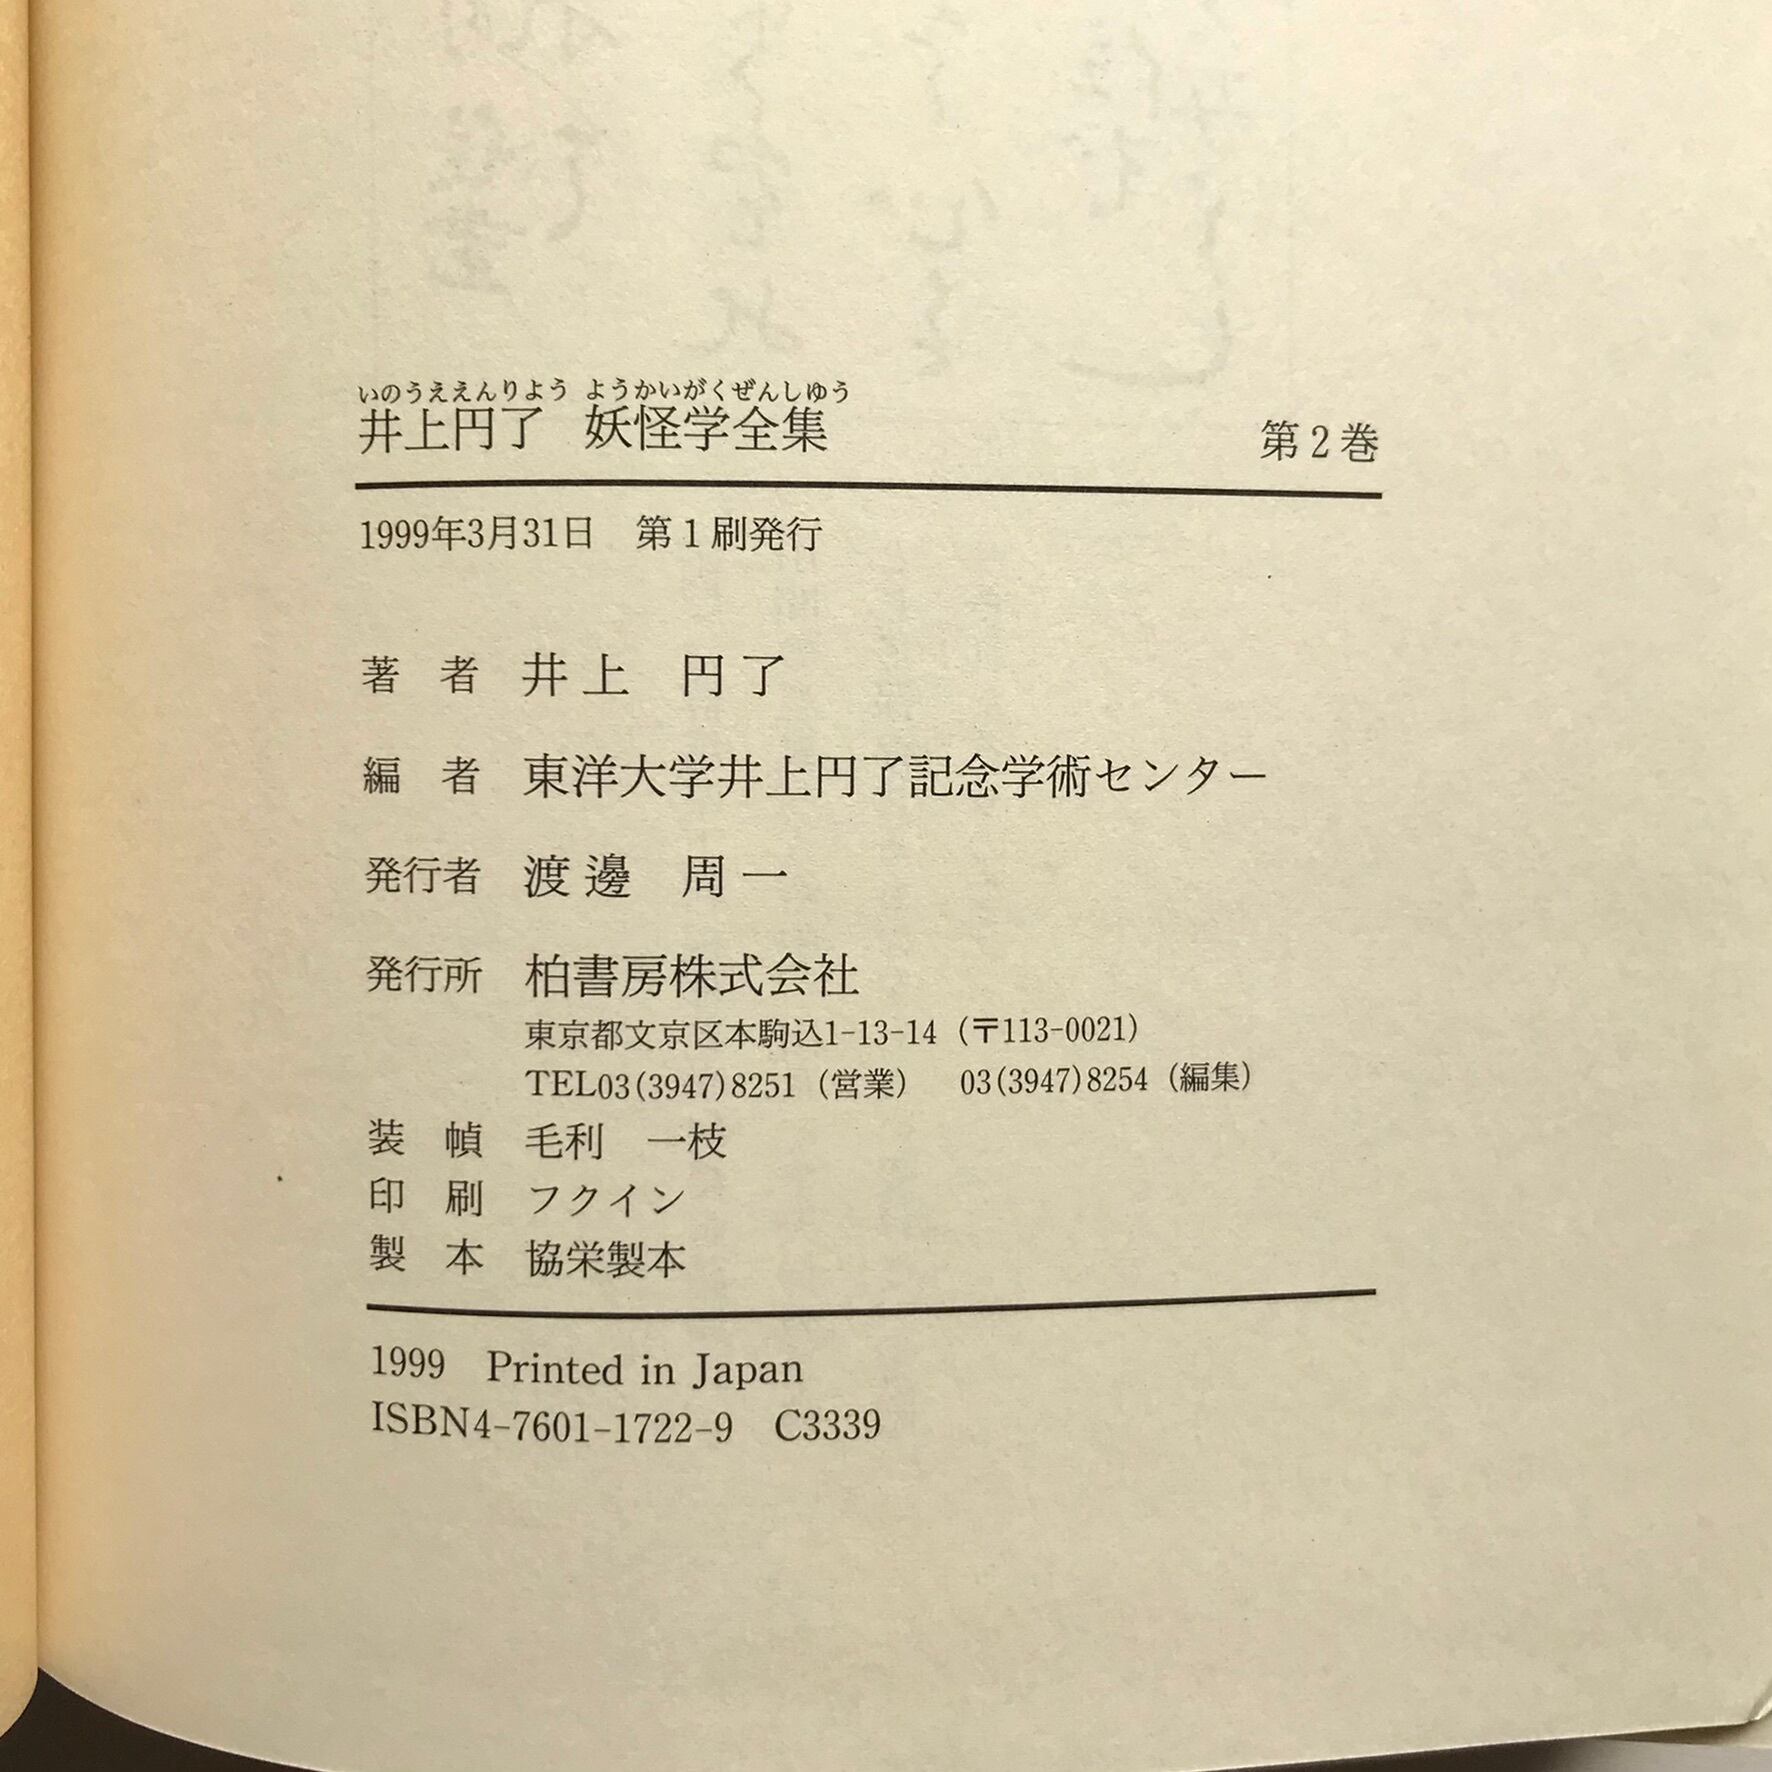 いのうええんりよう ようかいがくぜんしゆう
井上円了 妖怪学全集 第2巻
1999年3月31日 第1刷発行
著者 井上 円了
編者 東洋大学井上円了記念学術センター
発行者 渡邊 周一
発行所 柏書房株式会社
東京都文京区本駒込1-13-14（〒113-0021）
TEL03(3947)8251（営業） 03(3947)8254（編集）
装幀 毛利 一枝
印刷 フクイン
製本 協栄製本
1999 Printed in Japan
ISBN4-7601-1722-9 C3339